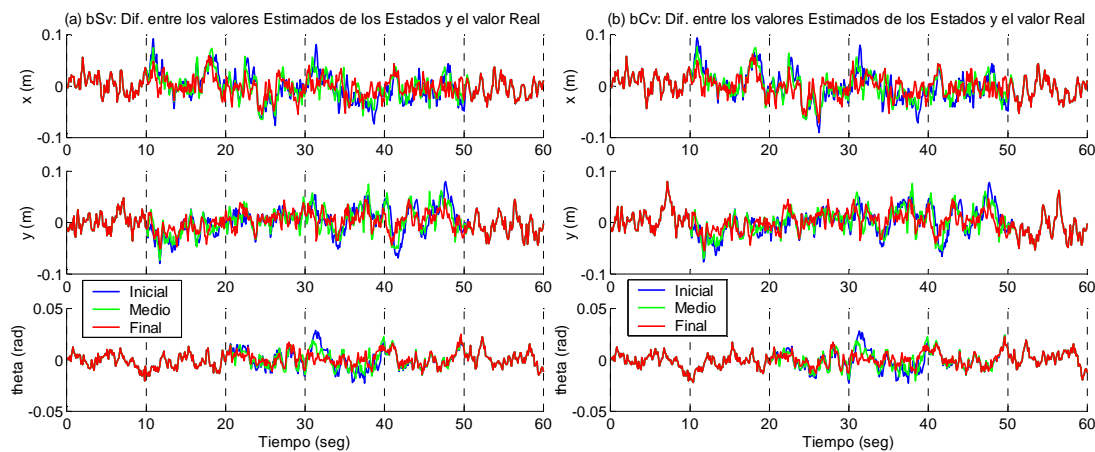 (a) bSv: Dif. entre los valores Estimados de los Estados y el valor Real
0.1
0
-0.1
x (m)
0 10 20 30 40 50 60
0.1
0
-0.1
y (m)
0 10 20 30 40 50 60
Inicial
Medio
Final
0.05
0
-0.05
theta (rad)
0 10 20 30 40 50 60
Tiempo (seg)
(b) bCv: Dif. entre los valores Estimados de los Estados y el valor Real
0.1
0
-0.1
x (m)
0 10 20 30 40 50 60
0.1
0
-0.1
y (m)
0 10 20 30 40 50 60
Inicial
Medio
Final
0.05
0
-0.05
theta (rad)
0 10 20 30 40 50 60
Tiempo (seg)